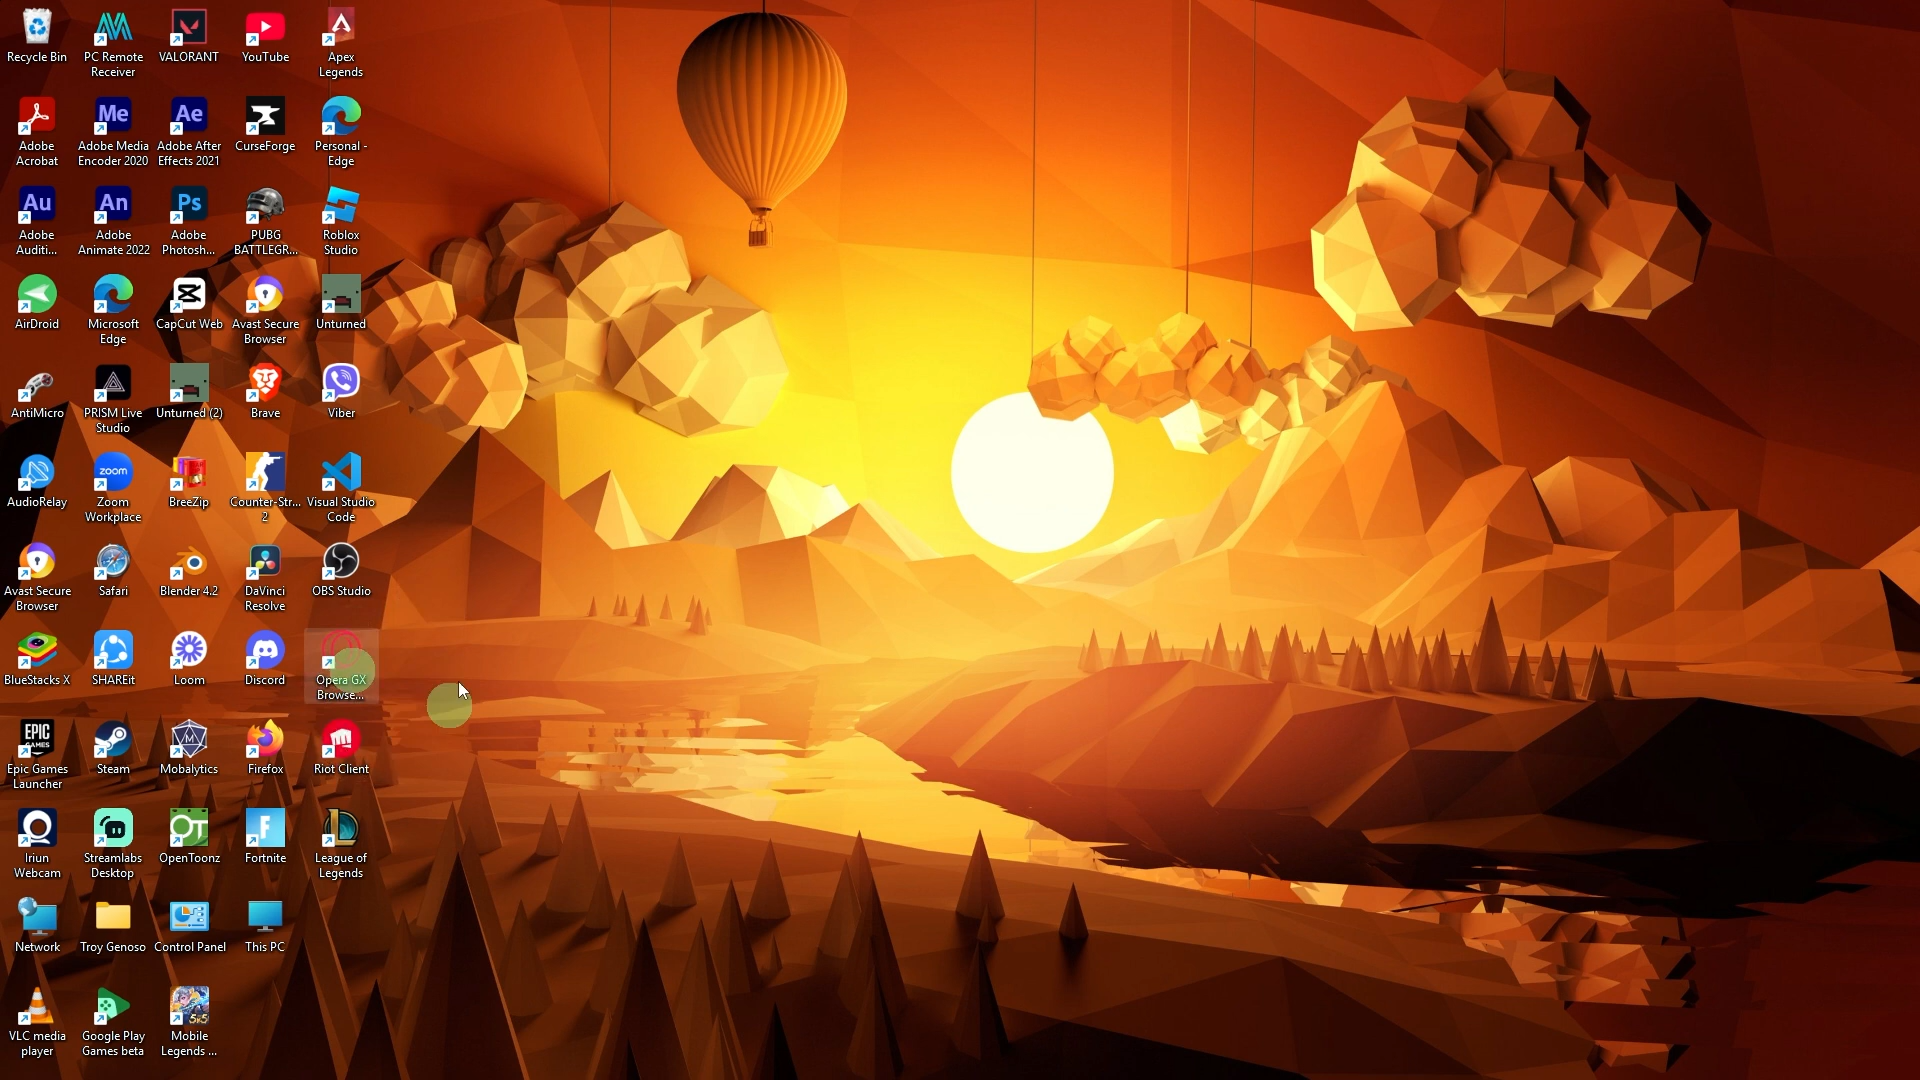 Recycle Bin
PC Remote
Receiver
VALORANT
YouTube
Apex
Legends
Adobe
Acrobat
Me
Adobe Media
Encoder 2020
Ae
Adobe After
Effects 2021
CurseForge
Personal -
Edge
Au
Adobe
Auditi...
An
Adobe
Animate 2022
Ps
Adobe
Photosh...
PUBG
BATTLEGR...
Roblox
Studio
AirDroid
Microsoft
Edge
CapCut Web
Avast Secure
Browser
Unturned
AntiMicro
PRISM Live
Studio
Unturned (2)
Brave
Viber
AudioRelay
zoom
Zoom
Workplace
BreeZip
Counter-Str...
2
Visual Studio
Code
Avast Secure
Browser
Safari
Blender 4.2
DaVinci
Resolve
OBS Studio
BlueStacks X
SHAREit
Loom
Discord
Opera GX
Browse...
EPIC
GAMES
Epic Games
Launcher
Steam
M
Mobalytics
Firefox
Riot Client
Iriun
Webcam
Streamlabs
Desktop
OT
OpenToonz
F
Fortnite
L
League of
Legends
Network
Troy Genoso
Control Panel
This PC
VLC media
player
Google Play
Games beta
5v5
Mobile
Legends ...